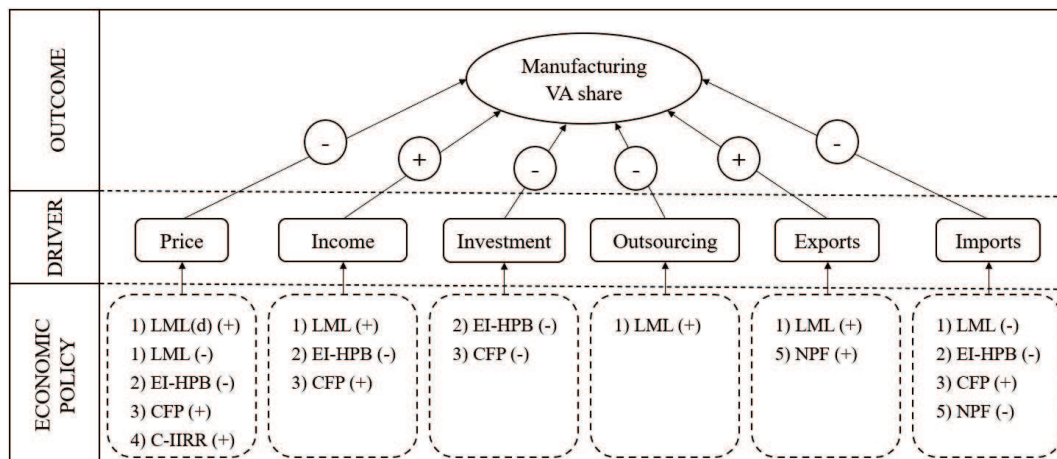 OUTCOME
Manufacturing
VA share
-
+
-
-
+
-
DRIVER
Price
Income
Investment
Outsourcing
Exports
Imports
ECONOMIC
POLICY
1) LML(d) (+)
1) LML (-)
2) EI-HPB (-)
3) CFP (+)
4) C-IIRR (+)
1) LML (+)
2) EI-HPB (-)
3) CFP (+)
2) EI-HPB (-)
3) CFP (-)
1) LML (+)
1) LML (+)
5) NPF (+)
1) LML (-)
2) EI-HPB (-)
3) CFP (+)
5) NPF (-)